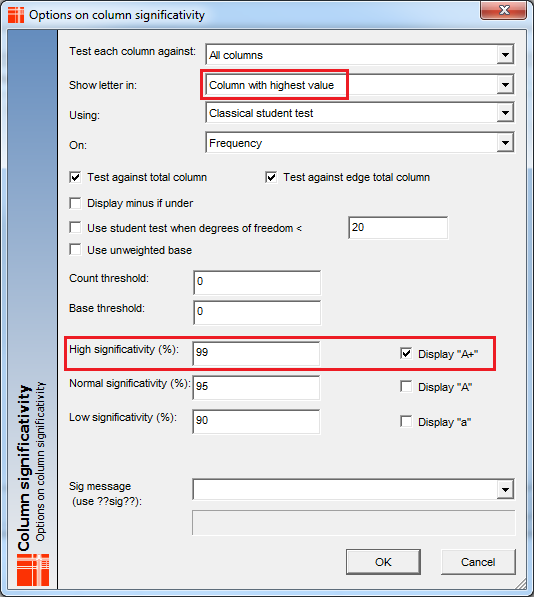 Options on column significativity
Test each column against: All columns
Show letter in: Column with highest value
Using: Classical student test
On: Frequency
Test against total column Test against edge total column
Display minus if under
Use student test when degrees of freedom < 20
Use unweighted base
Count threshold: 0
Base threshold: 0
High significativity (%): 99 Display "A+"
Normal significativity (%): 95 Display "A"
Low significativity (%): 90 Display "a"
Sig message
(use ??sig??):
OK Cancel
Column significativity
Options on column significativity